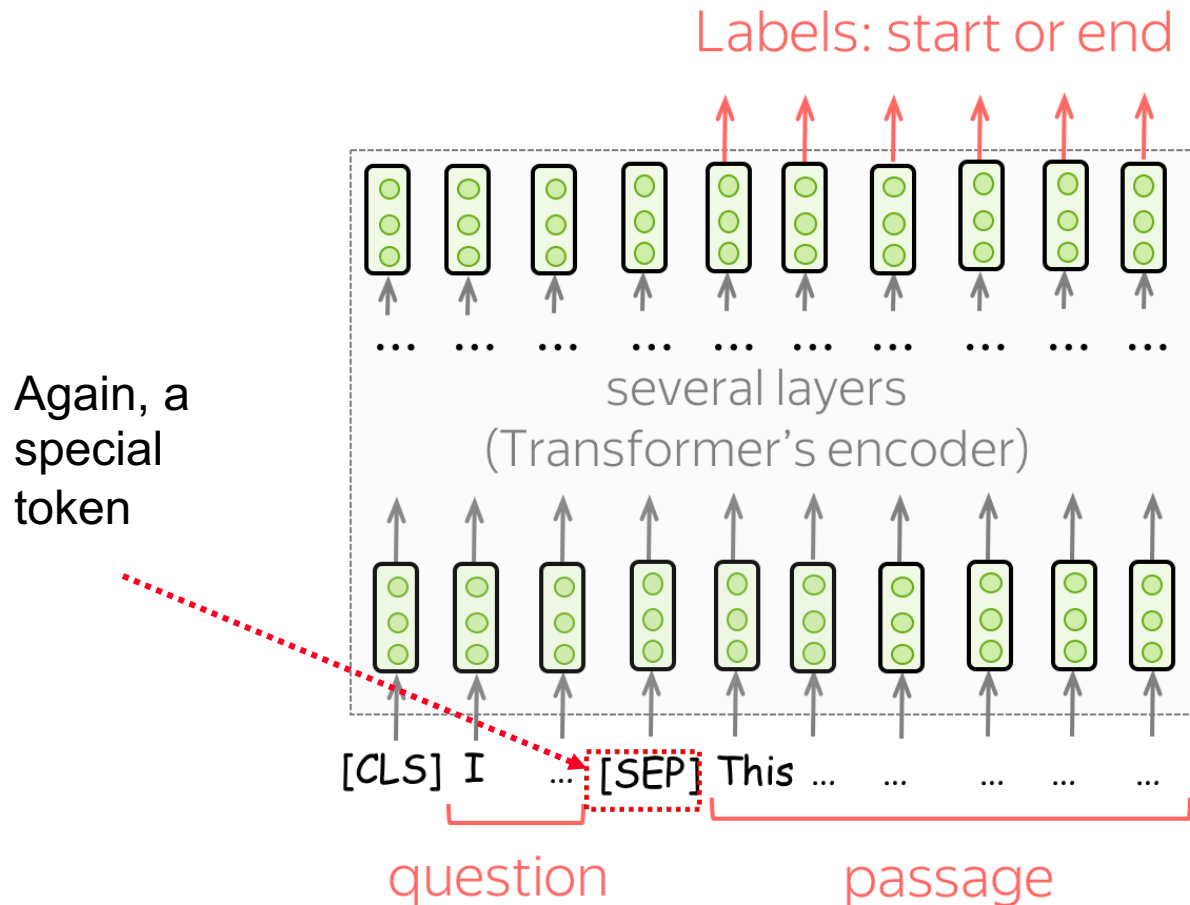 Labels: start or end
... ... ... ... ... ... ... ... ... ...
several layers
(Transformer's encoder)
Again, a
special
token
[CLS] I ... [SEP] This ... ... ... ... ...
question passage